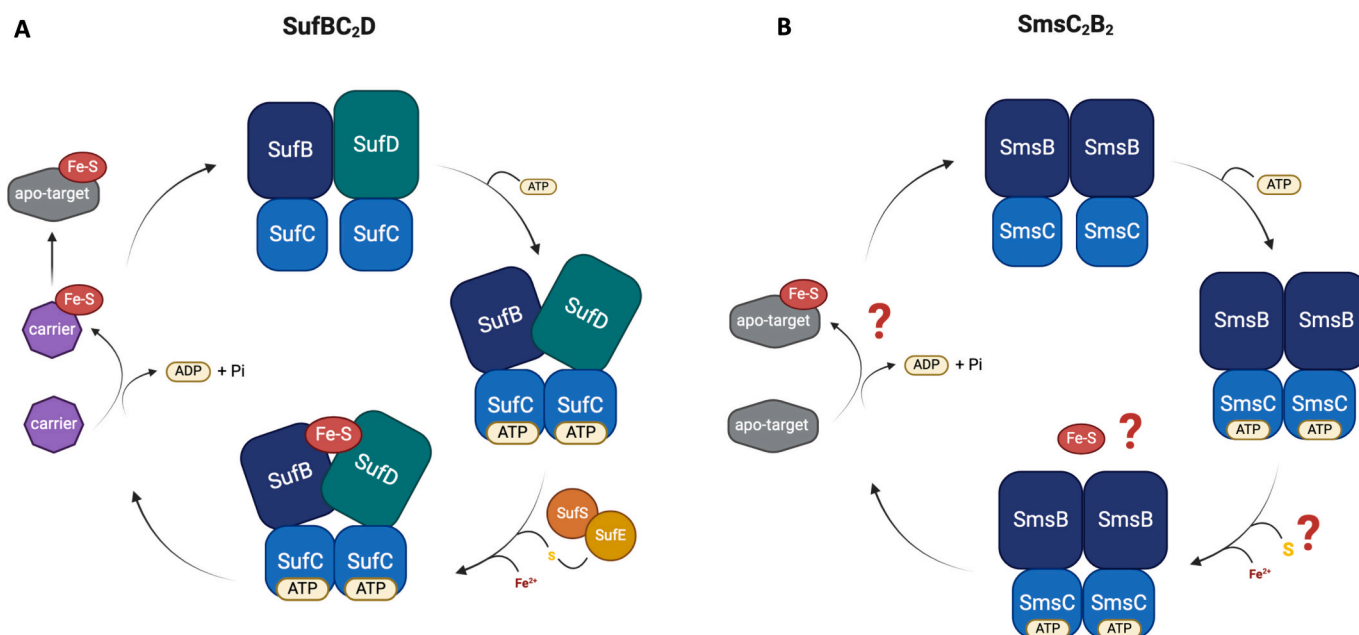 A
SufBC₂D
SufB
SufD
SufC
SufC
ATP
Fe-S
apo-target
Fe-S
carrier
carrier
ADP + Pi
SufB
SufD
SufC
SufC
ATP
ATP
Fe-S
SufB
SufD
SufC
SufC
ATP
ATP
SufS
SufE
S
Fe²⁺
B
SmsC₂B₂
SmsB
SmsB
SmsC
SmsC
ATP
Fe-S
apo-target
?
apo-target
ADP + Pi
SmsB
SmsB
SmsC
SmsC
ATP
ATP
Fe-S
?
SmsB
SmsB
SmsC
SmsC
ATP
ATP
S
?
Fe²⁺